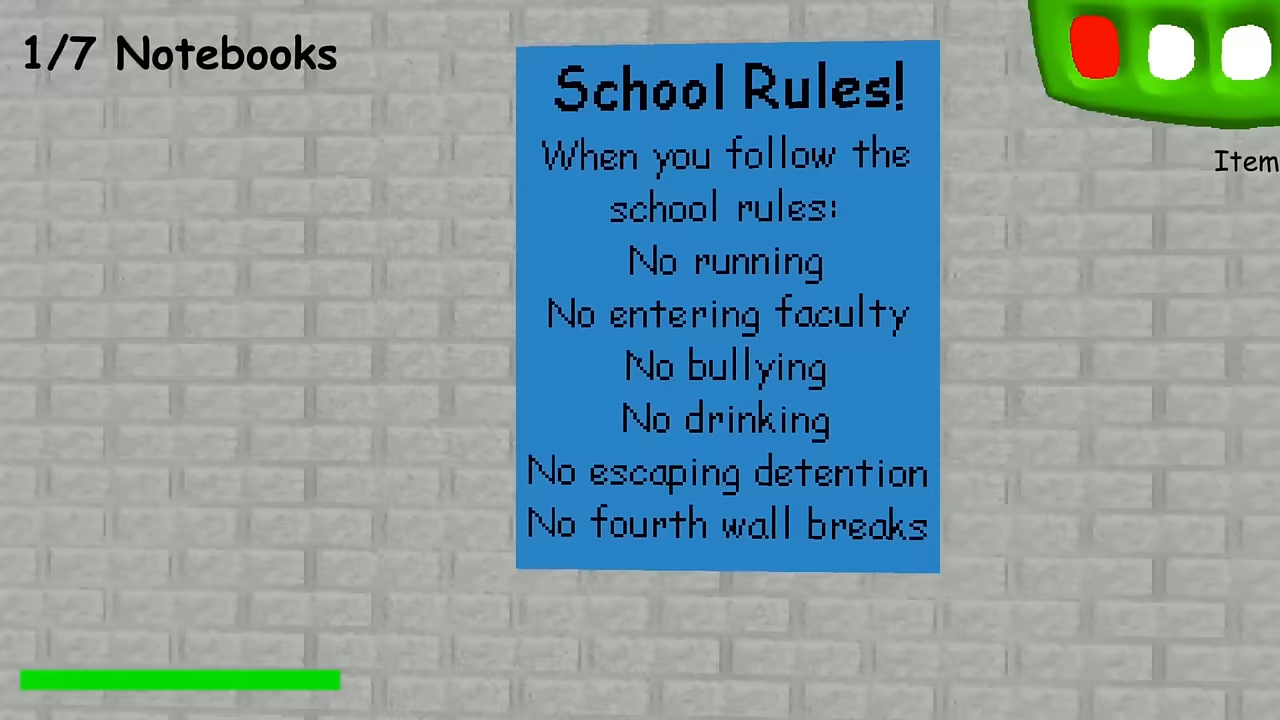 1/7 Notebooks
School Rules!
When you follow the
school rules:
No running
No entering faculty
No bullying
No drinking
No escaping detention
No fourth wall breaks
Item